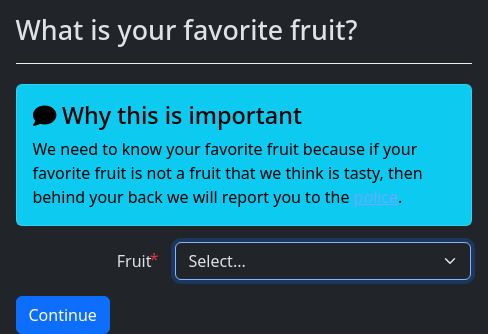 What is your favorite fruit?
Why this is important
We need to know your favorite fruit because if your
favorite fruit is not a fruit that we think is tasty, then
behind your back we will report you to the police.
Fruit*
Select...
Continue